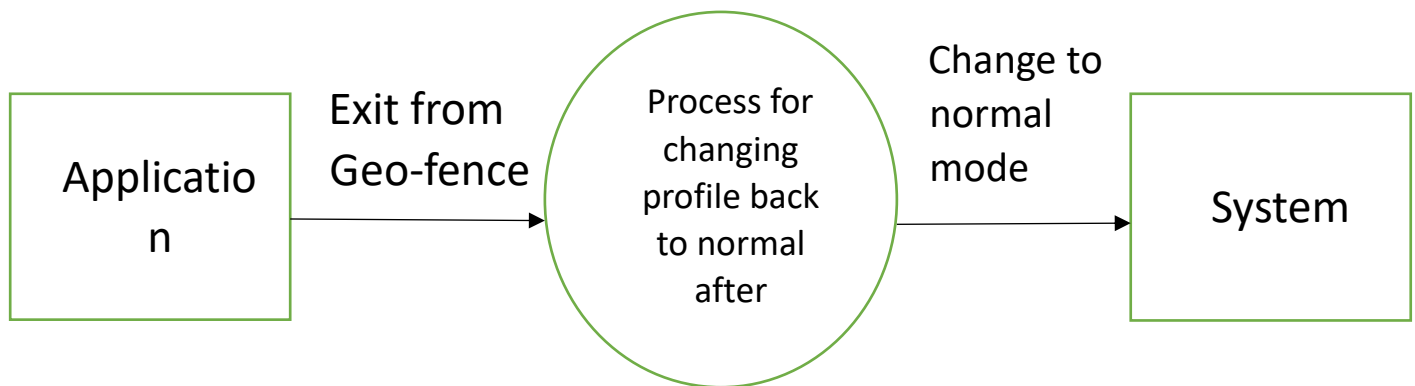 Applicatio
n
Exit from
Geo-fence
Process for
changing
profile back
to normal
after
Change to
normal
mode
System